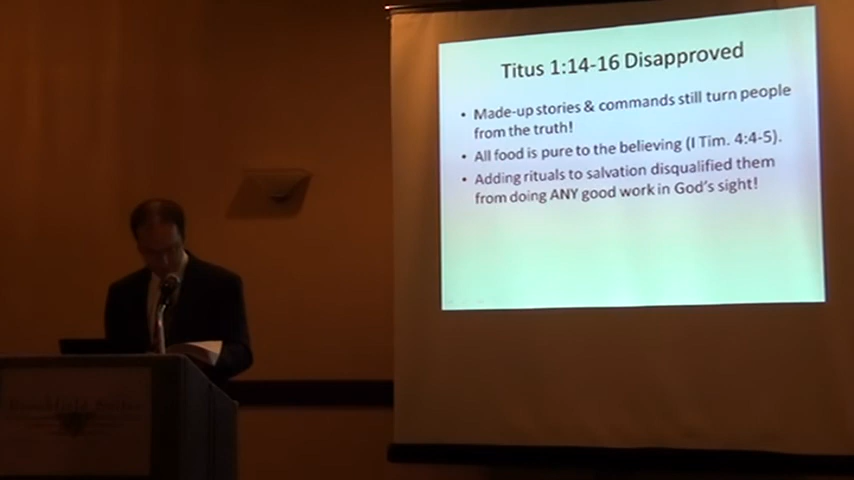 Titus 1:14-16 Disapproved
• Made-up stories & commands still turn people
from the truth!
• All food is pure to the believing (I Tim. 4:4-5).
• Adding rituals to salvation disqualified them
from doing ANY good work in God's sight!